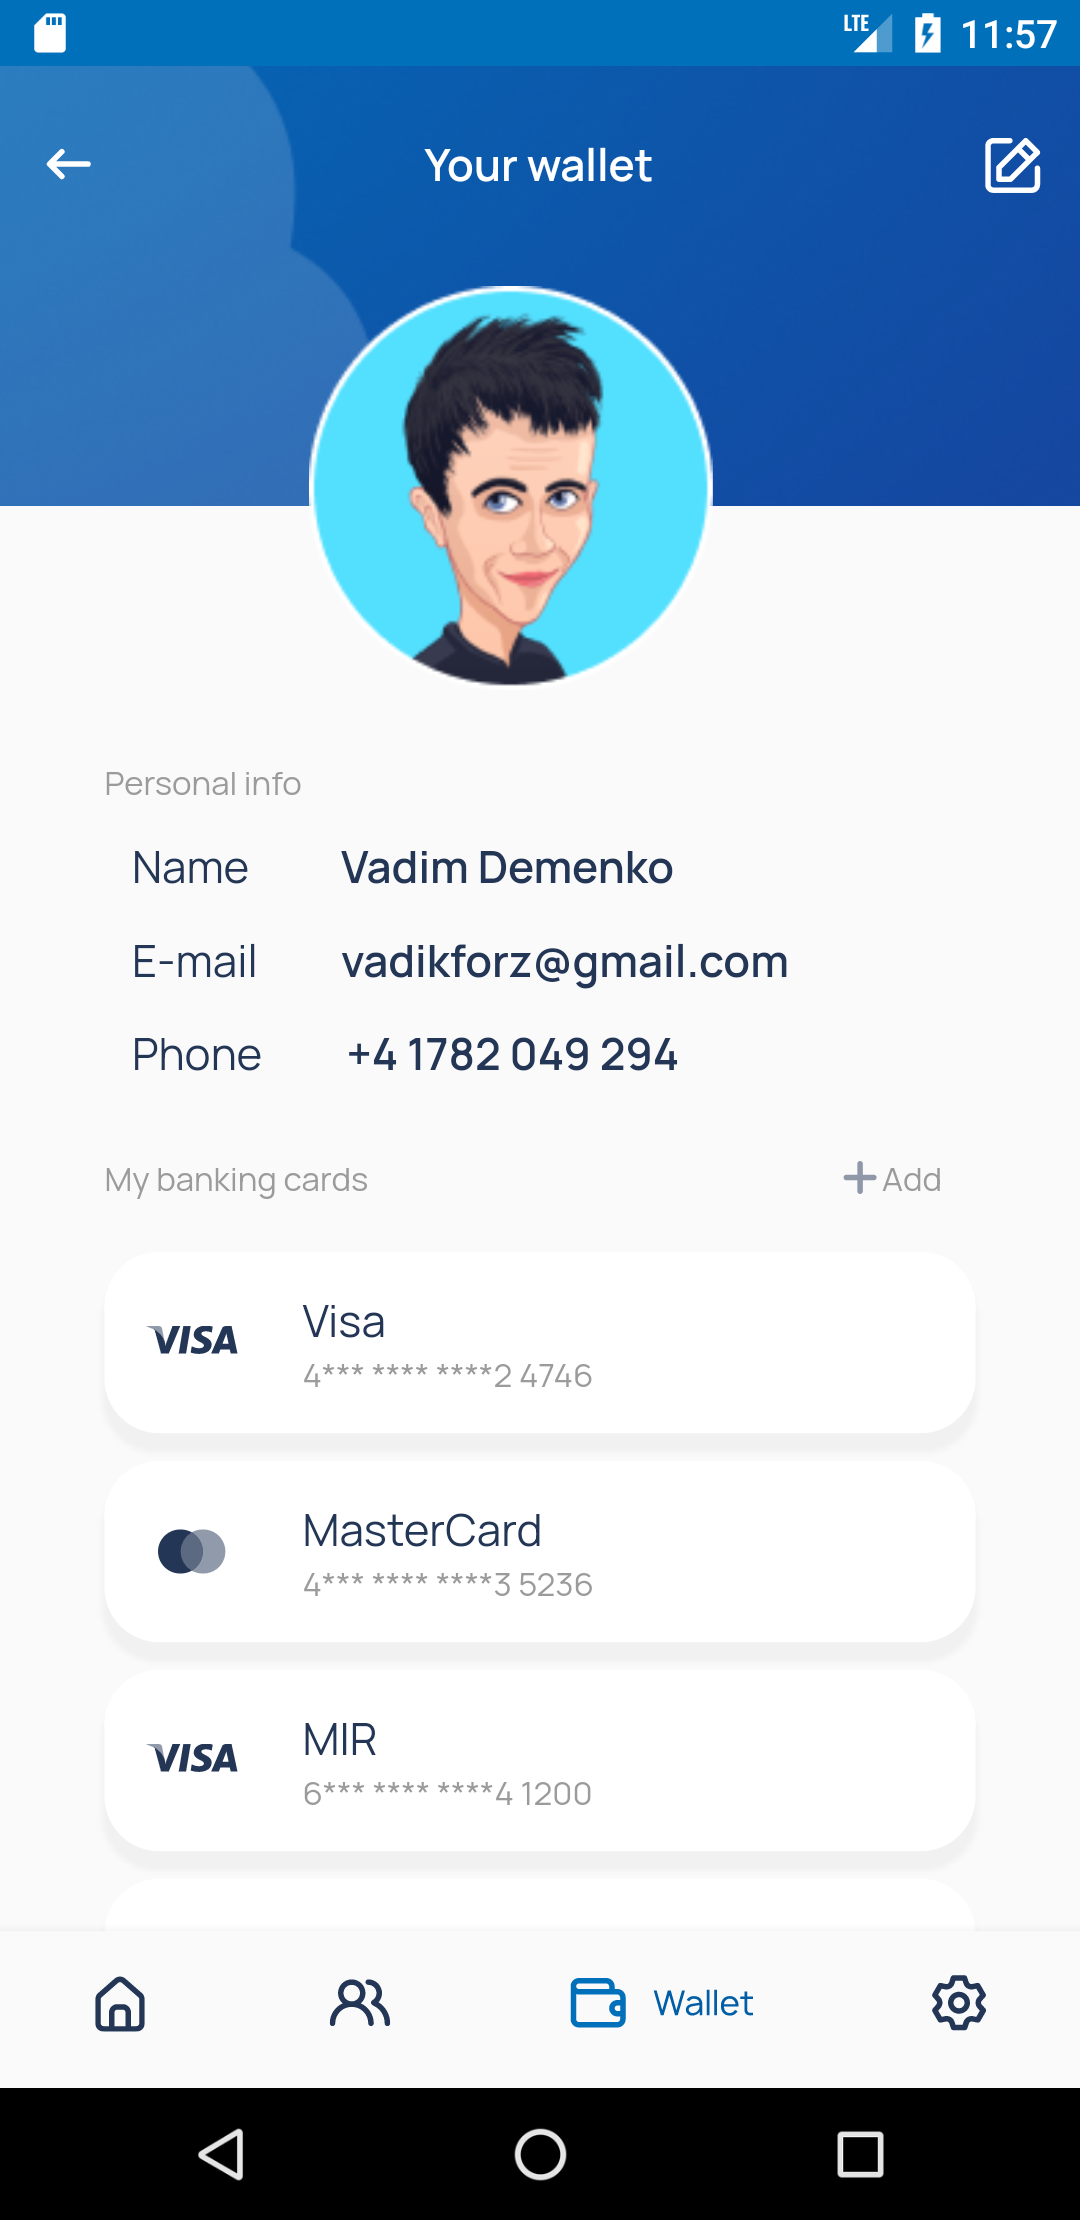 LTE 11:57
Your wallet
Personal info
Name Vadim Demenko
E-mail vadikforz@gmail.com
Phone +4 1782 049 294
My banking cards Add
VISA Visa
4*** **** ****2 4746
MasterCard
4*** **** ****3 5236
VISA MIR
6*** **** ****4 1200
Wallet